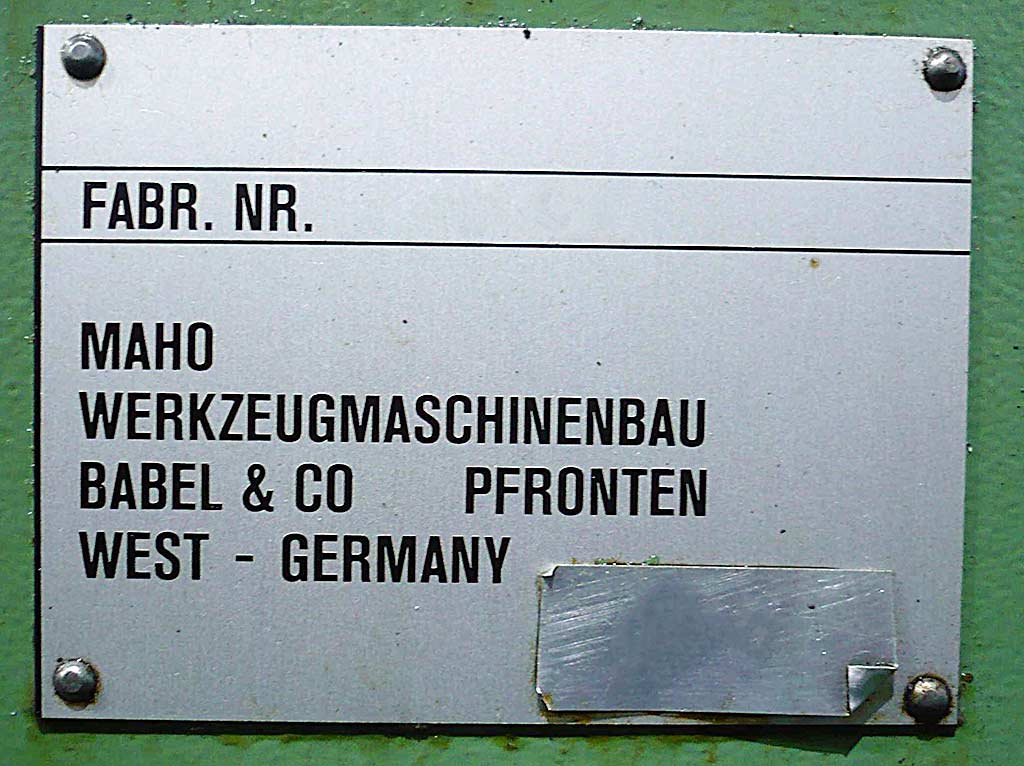 FABR. NR.
MAHO
WERKZEUGMASCHINENBAU
BABEL & CO PFRONTEN
WEST - GERMANY